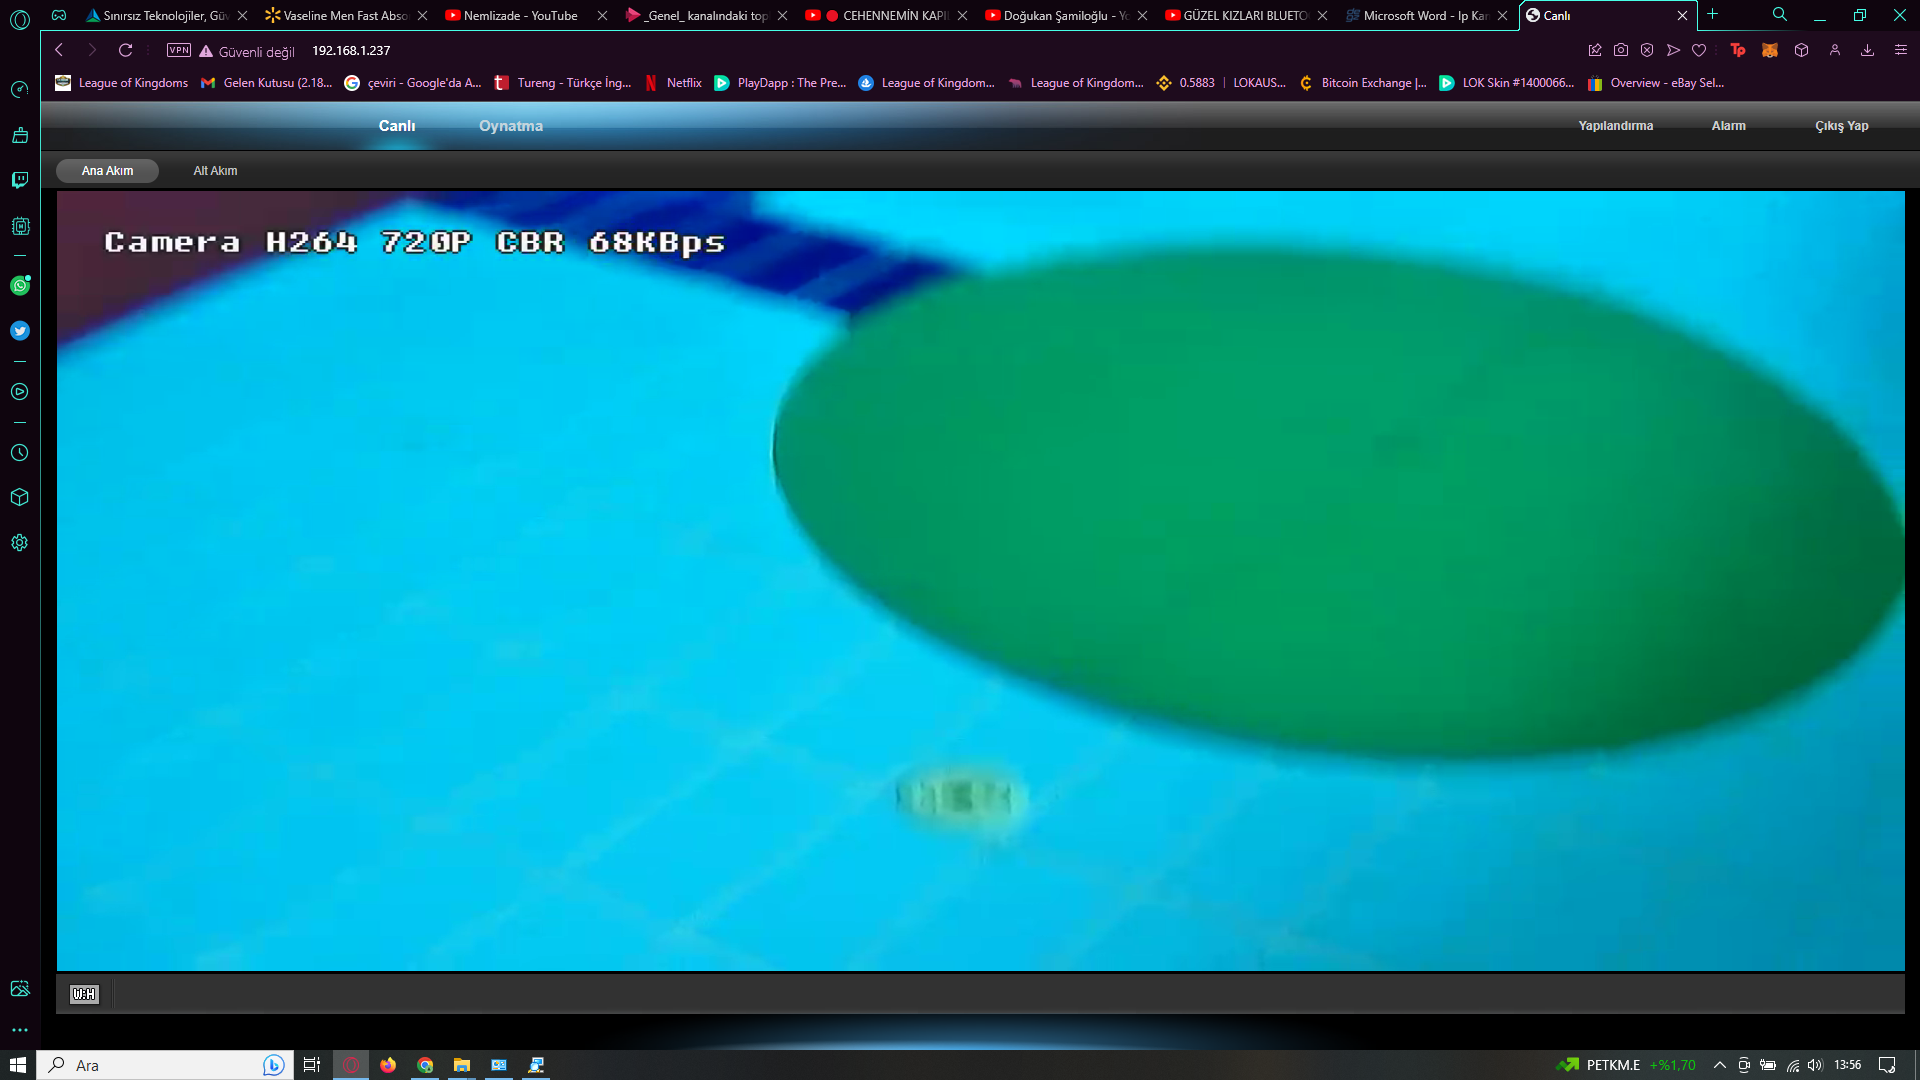 Sınırsız Teknolojiler, Güv
Vaseline Men Fast Abso
Nemlizade - YouTube
_Genel_ kanalındaki top
CEHENNEMİN KAPI
Doğukan Şamiloğlu - Yo
GÜZEL KIZLARI BLUETO
Microsoft Word - Ip Kam
Canlı
VPN
Güvenli değil
192.168.1.237
League of Kingdoms
Gelen Kutusu (2.18...
çeviri - Google'da A...
Tureng - Türkçe İng...
Netflix
PlayDapp : The Pre...
League of Kingdom...
League of Kingdom...
0.5883 | LOKAUS...
Bitcoin Exchange |...
LOK Skin #1400066...
Overview - eBay Sel...
Canlı
Oynatma
Yapılandırma
Alarm
Çıkış Yap
Ana Akım
Alt Akım
Camera H264 720P CBR 68KBps
W:H
Ara
PETKM.E +%1,70
13:56